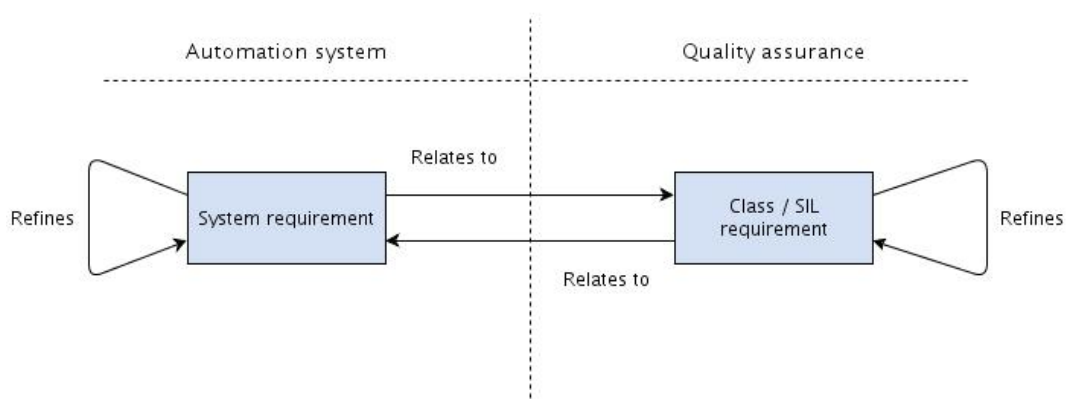 Automation system
Quality assurance
Relates to
Refines
System requirement
Class / SIL
requirement
Refines
Relates to